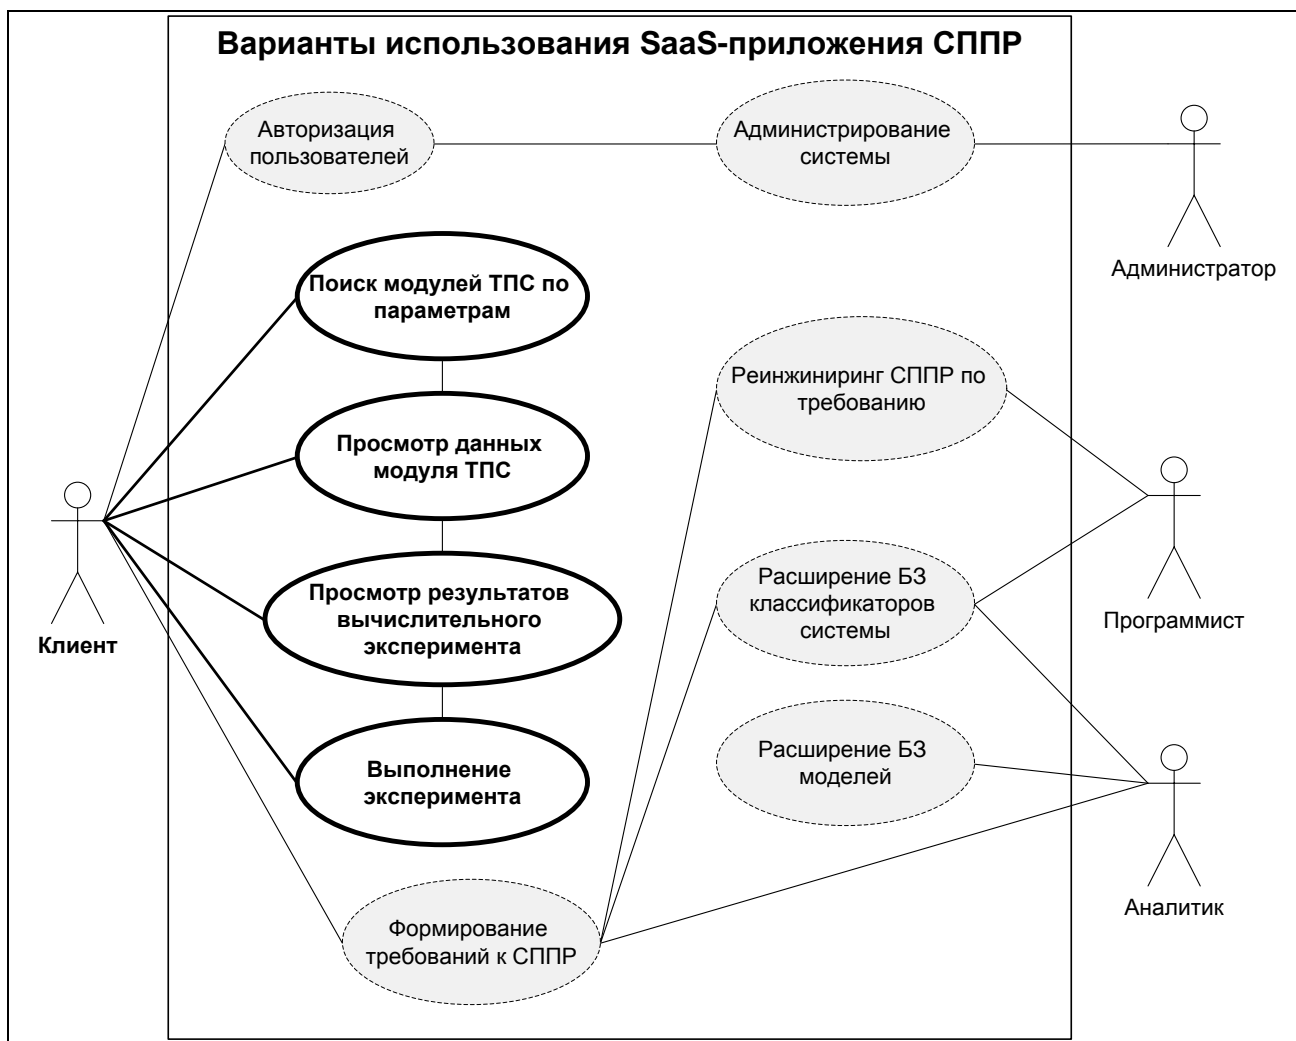 Варианты использования SaaS-приложения СППР
Авторизация
пользователей
Администрирование
системы
Администратор
Поиск модулей ТПС по
параметрам
Реинжиниринг СППР по
требованию
Просмотр данных
модуля ТПС
Просмотр результатов
вычислительного
эксперимента
Расширение БЗ
классификаторов
системы
Клиент
Программист
Выполнение
эксперимента
Расширение БЗ
моделей
Аналитик
Формирование
требований к СППР